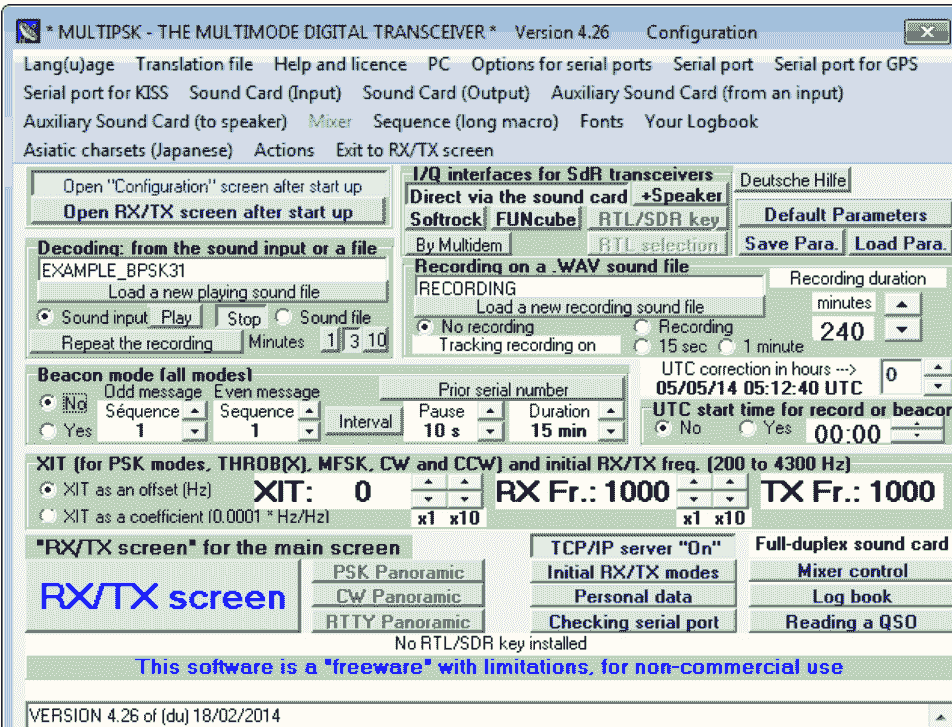 * MULTIPSK - THE MULTIMODE DIGITAL TRANSCEIVER * Version 4.26 Configuration
Lang(u)age Translation file Help and licence PC Options for serial ports Serial port Serial port for GPS
Serial port for KISS Sound Card (Input) Sound Card (Output) Auxiliary Sound Card (from an input)
Auxiliary Sound Card (to speaker) Mixer Sequence (long macro) Fonts Your Logbook
Asiatic charsets (Japanese) Actions Exit to RX/TX screen
Open "Configuration" screen after start up
Open RX/TX screen after start up
I/Q interfaces for SdR transceivers
Direct via the sound card +Speaker
Softrock FUNcube RTL/SDR key
By Multidem RTL selection
Deutsche Hilfe
Default Parameters
Save Para. Load Para.
Decoding: from the sound input or a file
EXAMPLE_BPSK31
Load a new playing sound file
Sound input Play Stop Sound file
Repeat the recording Minutes 1 3 10
Recording on a .WAV sound file
RECORDING
Load a new recording sound file
No recording Recording
Tracking recording on 15 sec 1 minute
Recording duration
minutes
240
Beacon mode (all modes)
Odd message Even message Prior serial number
No Séquence Sequence Interval Pause Duration
Yes 1 1 10 s 15 min
UTC correction in hours ---> 0
05/05/14 05:12:40 UTC
UTC start time for record or beacon
No Yes 00:00
XIT (for PSK modes, THROB(X), MFSK, CW and CCW) and initial RX/TX freq. (200 to 4300 Hz)
XIT as an offset (Hz) XIT: 0 RX Fr.: 1000 TX Fr.: 1000
XIT as a coefficient (0.0001 * Hz/Hz) x1 x10 x1 x10
"RX/TX screen" for the main screen
RX/TX screen
PSK Panoramic
CW Panoramic
RTTY Panoramic
TCP/IP server "On"
Initial RX/TX modes
Personal data
Checking serial port
Full-duplex sound card
Mixer control
Log book
Reading a QSO
No RTL/SDR key installed
This software is a "freeware" with limitations, for non-commercial use
VERSION 4.26 of (du) 18/02/2014